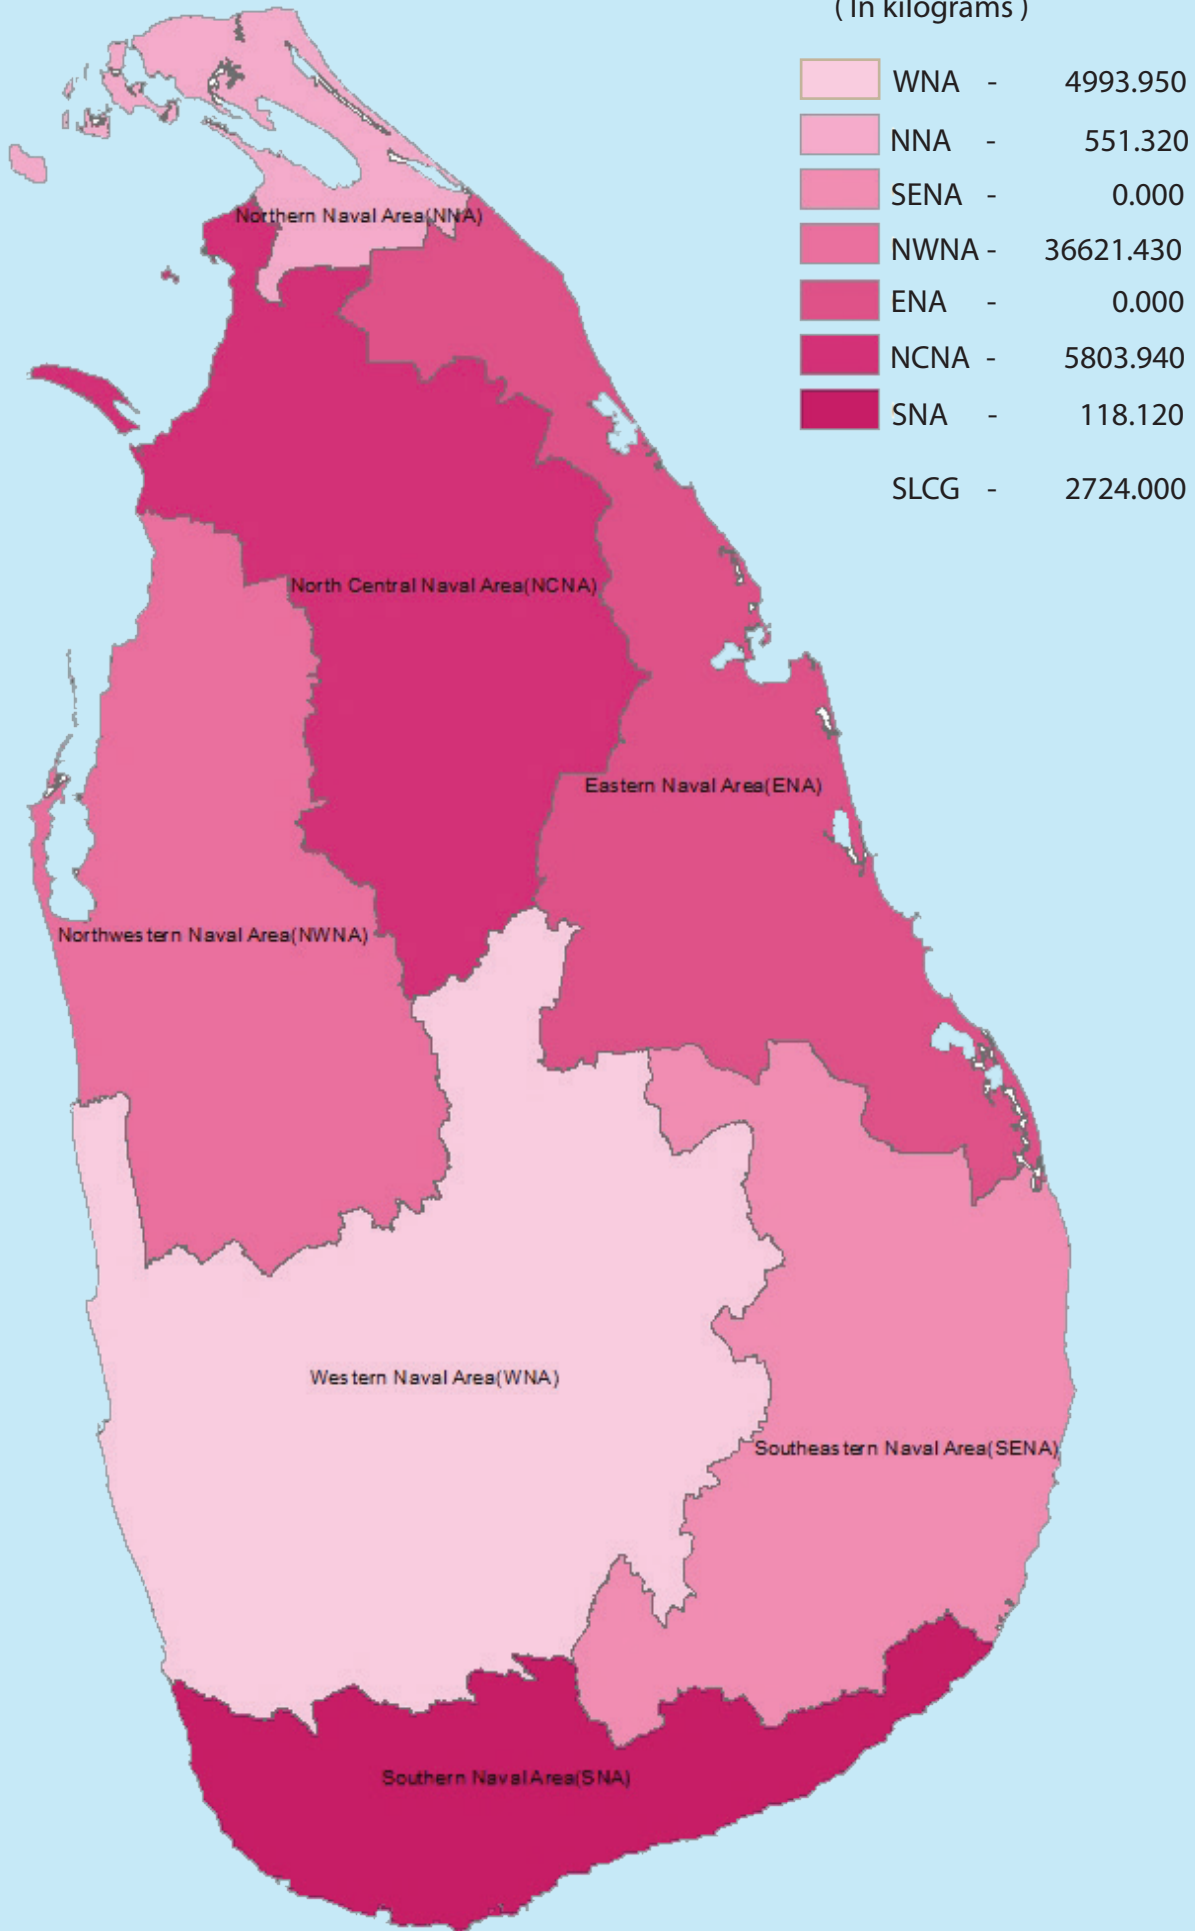 ( In kilograms )
WNA - 4993.950
NNA - 551.320
SENA - 0.000
NWNA - 36621.430
ENA - 0.000
NCNA - 5803.940
SNA - 118.120
SLCG - 2724.000
Northern Naval Area(NNA)
North Central Naval Area(NCNA)
Eastern Naval Area(ENA)
Northwestern Naval Area(NWNA)
Western Naval Area(WNA)
Southeastern Naval Area(SENA)
Southern Naval Area(SNA)